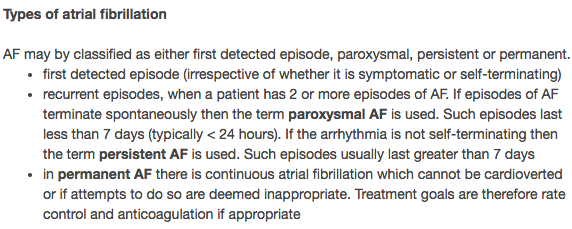 Types of atrial fibrillation
AF may by classified as either first detected episode, paroxysmal, persistent or permanent.
• first detected episode (irrespective of whether it is symptomatic or self-terminating)
• recurrent episodes, when a patient has 2 or more episodes of AF. If episodes of AF
terminate spontaneously then the term paroxysmal AF is used. Such episodes last
less than 7 days (typically < 24 hours). If the arrhythmia is not self-terminating then
the term persistent AF is used. Such episodes usually last greater than 7 days
• in permanent AF there is continuous atrial fibrillation which cannot be cardioverted
or if attempts to do so are deemed inappropriate. Treatment goals are therefore rate
control and anticoagulation if appropriate